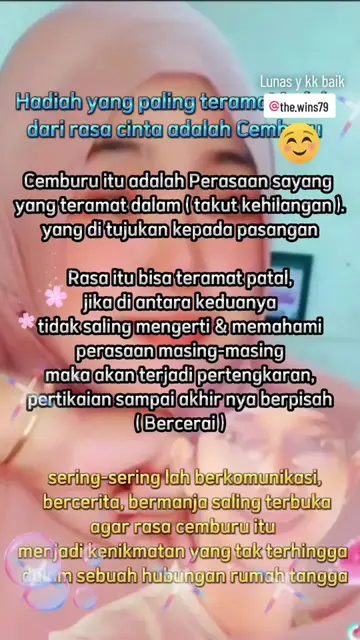 Lunas y kk baik
@the.wins79
Hadiah yang paling teramat
dari rasa cinta adalah Cemburu
Cemburu itu adalah Perasaan sayang
yang teramat dalam ( takut kehilangan ).
yang di tujukan kepada pasangan
Rasa itu bisa teramat patal,
jika di antara keduanya
tidak saling mengerti & memahami
perasaan masing-masing
maka akan terjadi pertengkaran,
pertikaian sampai akhir nya berpisah
( Bercerai )
sering-sering lah berkomunikasi,
bercerita, bermanja saling terbuka
agar rasa cemburu itu
menjadi kenikmatan yang tak terhingga
dalam sebuah hubungan rumah tangga